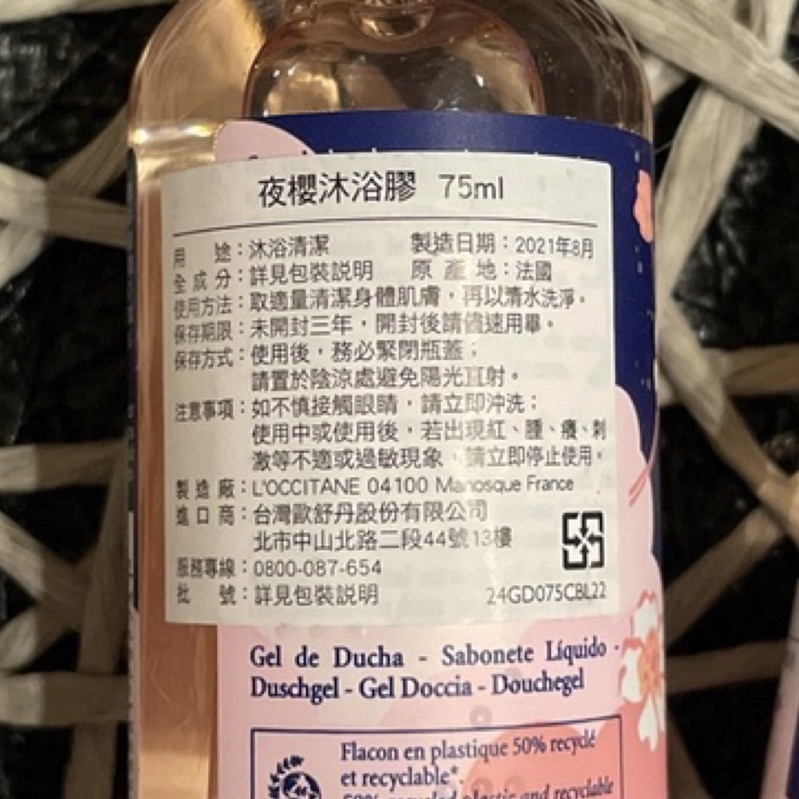 夜櫻沐浴膠 75ml
用途：沐浴清潔 製造日期：2021年8月
全成分：詳見包裝說明 原產地：法國
使用方法：取適量清潔身體肌膚，再以清水洗淨。
保存期限：未開封三年，開封後請儘速用畢。
保存方式：使用後，務必緊閉瓶蓋；
請置於陰涼處避免陽光直射。
注意事項：如不慎接觸眼睛，請立即沖洗；
使用中或使用後，若出現紅、腫、癢、刺
激等不適或過敏現象、請立即停止使用。
製造廠：L'OCCITANE 04100 Manosque France
進口商：台灣歐舒丹股份有限公司
北市中山北路二段44號13樓
服務專線：0800-087-654
批號：詳見包裝說明 24GD075CBL22
Gel de Ducha - Sabonete Líquido -
Duschgel - Gel Doccia - Douchegel
Flacon en plastique 50% recyclé
et recyclable*.
50% recycled plastic and recyclable